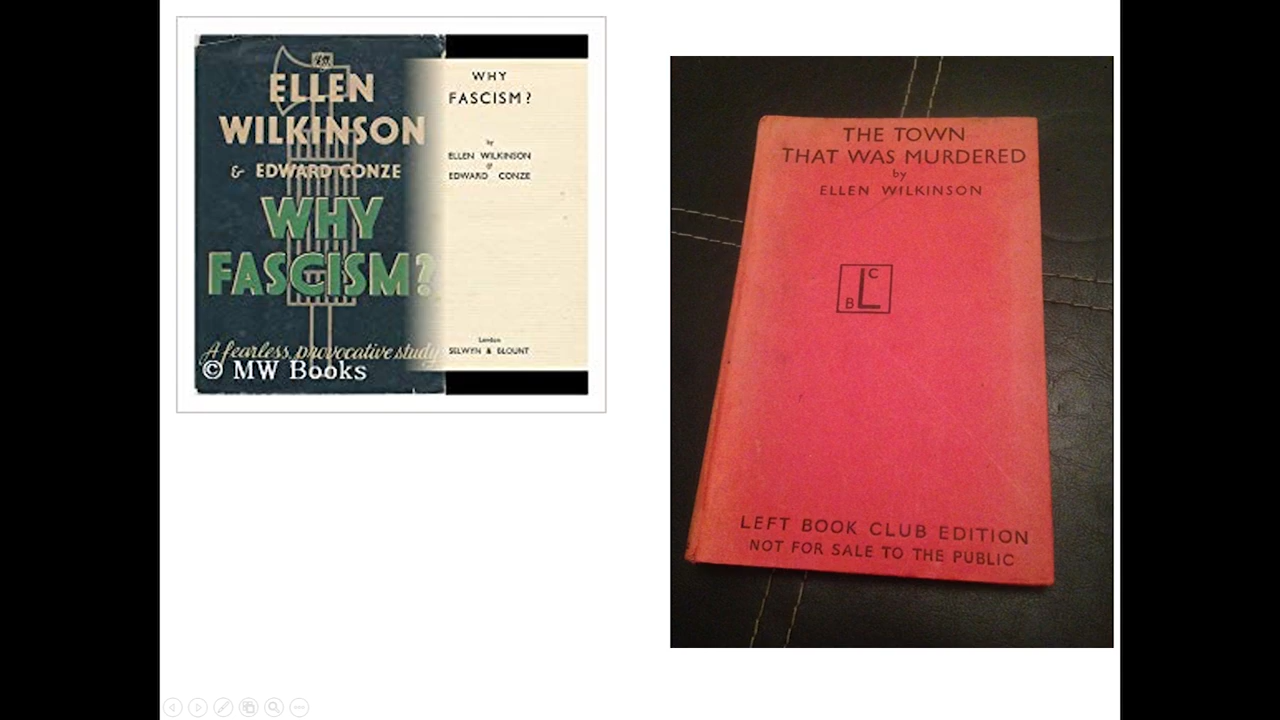 ELLEN
WILKINSON
& EDWARD CONZE
WHY
FASCISM?
A fearless, provocative study
© MW Books
WHY
FASCISM?
by
ELLEN WILKINSON
&
EDWARD CONZE
London
SELWYN & BLOUNT
THE TOWN
THAT WAS MURDERED
by
ELLEN WILKINSON
L B C
LEFT BOOK CLUB EDITION
NOT FOR SALE TO THE PUBLIC